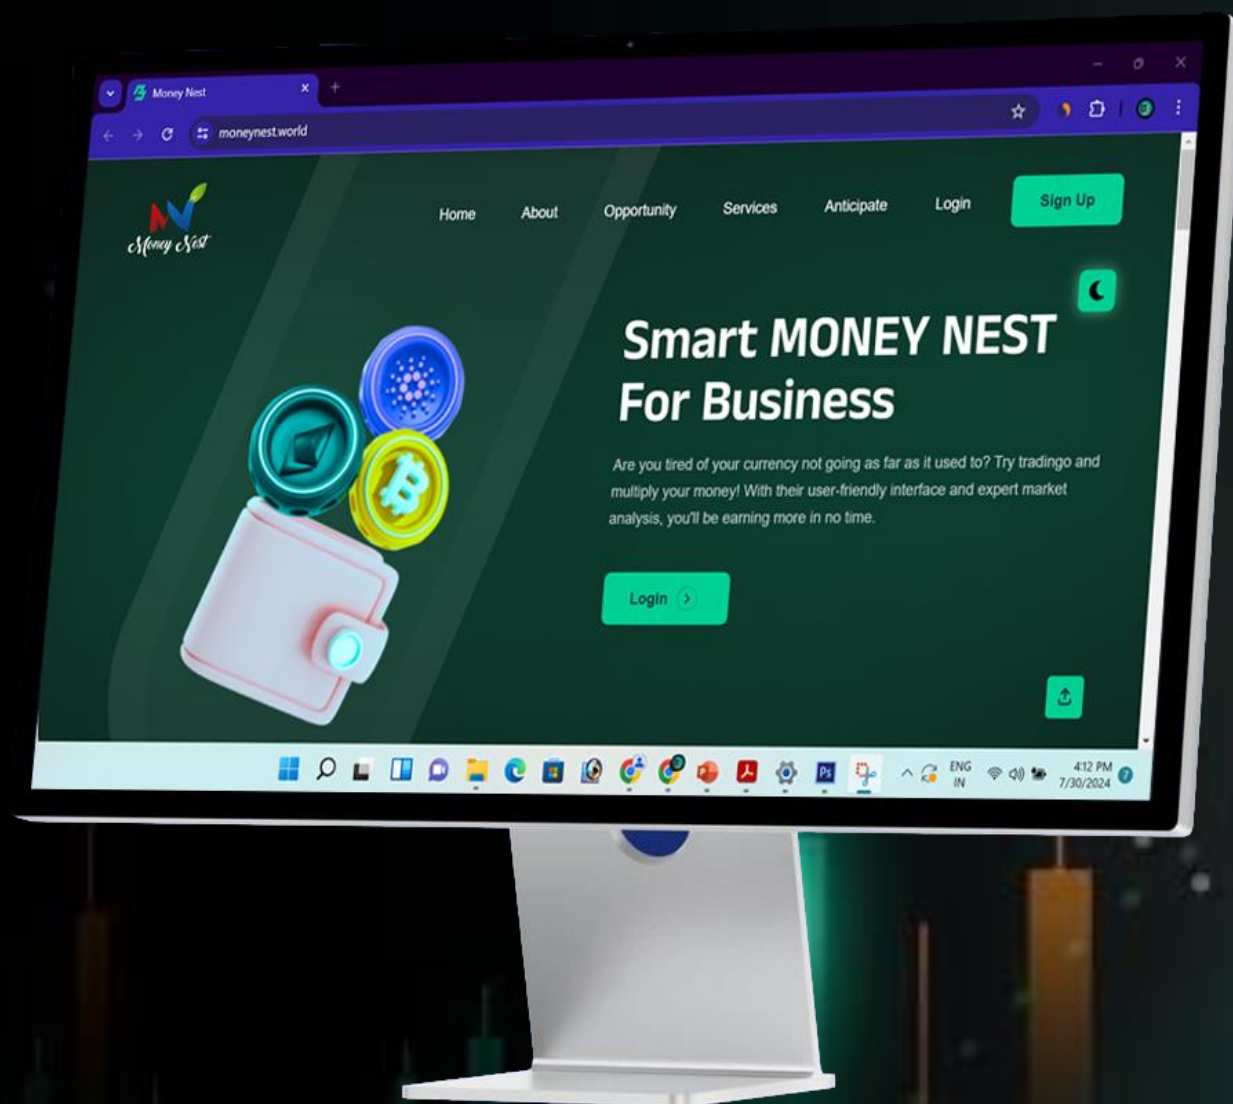 Money Nest
moneynest.world
Money Nest
Home About Opportunity Services Anticipate Login Sign Up
Smart MONEY NEST
For Business
Are you tired of your currency not going as far as it used to? Try tradingo and
multiply your money! With their user-friendly interface and expert market
analysis, you'll be earning more in no time.
Login
Ps
ENG
IN
4:12 PM
7/30/2024
7